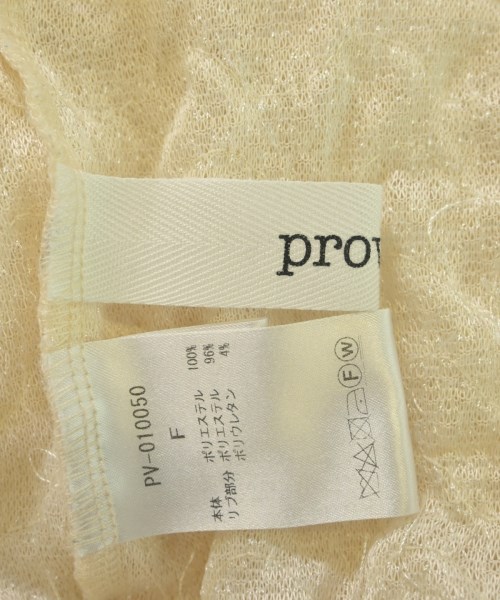 prov
PV-010050
F
本体 ポリエステル 100%
リブ部分 ポリエステル 96%
ポリウレタン 4%
F W